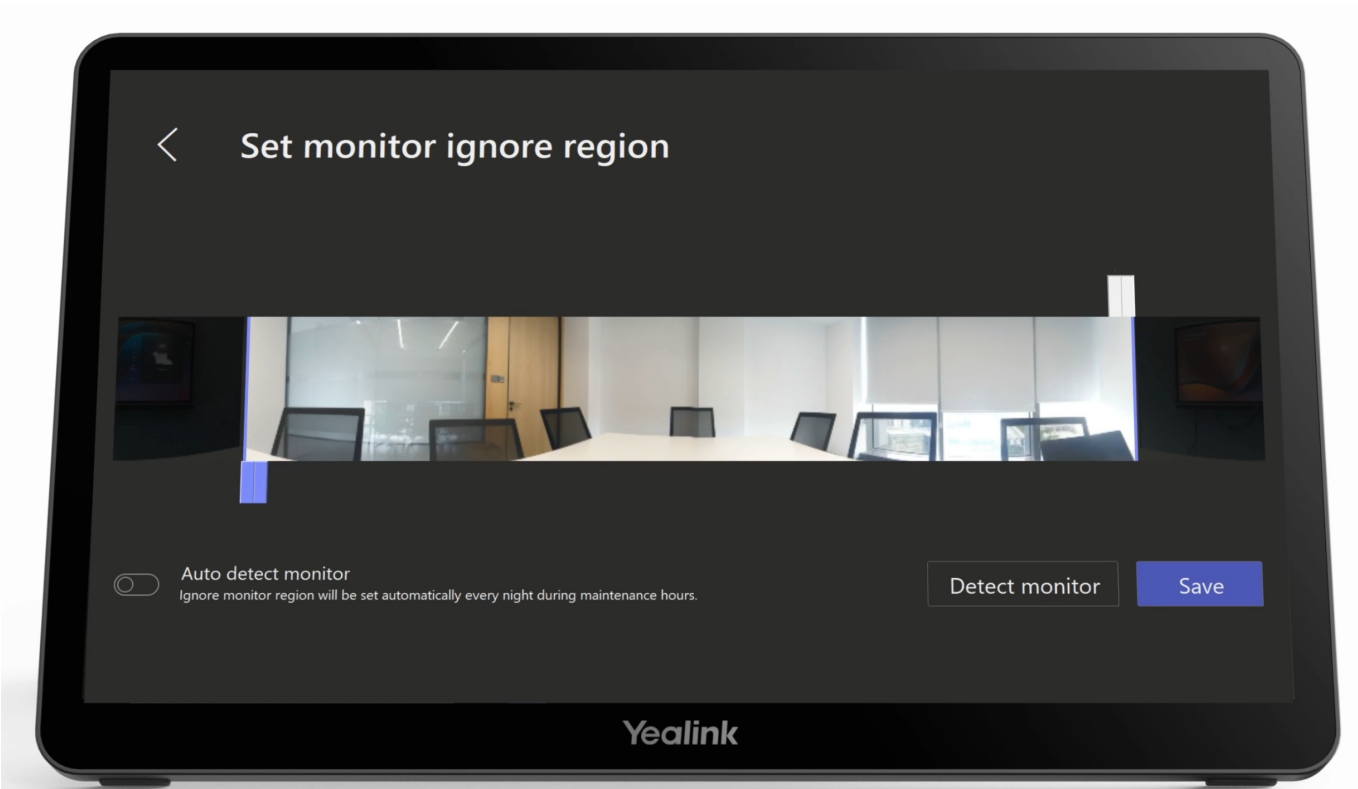 Set monitor ignore region
Auto detect monitor
Ignore monitor region will be set automatically every night during maintenance hours.
Detect monitor
Save
Yealink